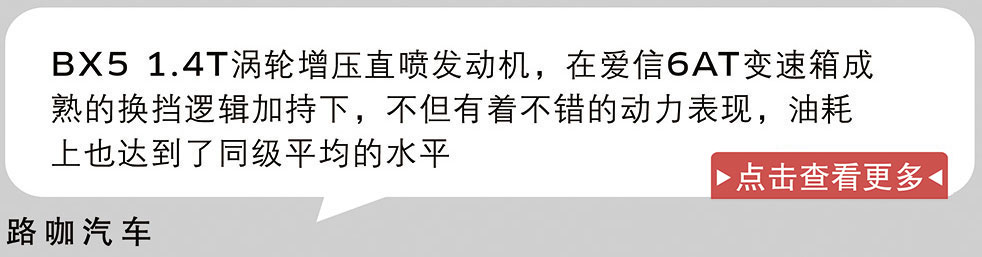 BX5 1.4T涡轮增压直喷发动机，在爱信6AT变速箱成
熟的换挡逻辑加持下，不但有着不错的动力表现，油耗
上也达到了同级平均的水平
▶点击查看更多◀
路咖汽车